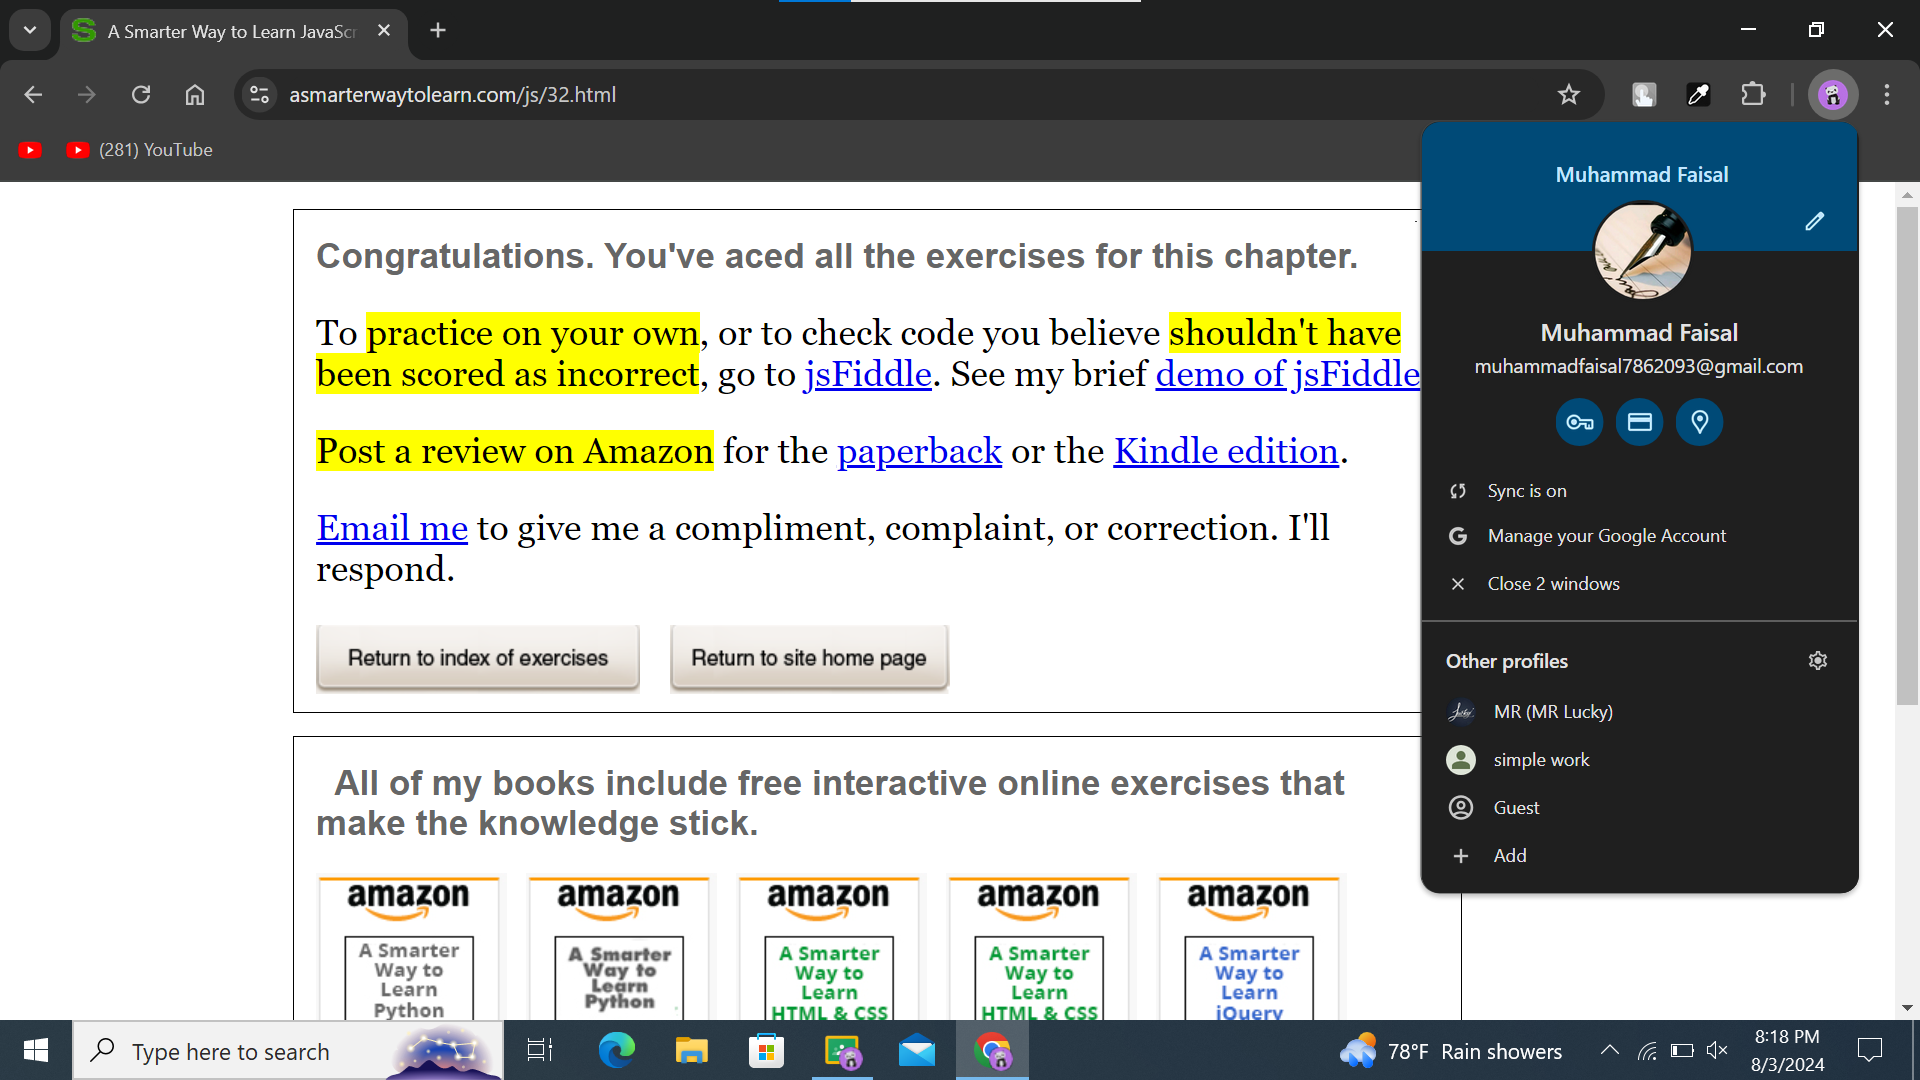 A Smarter Way to Learn JavaScr
asmarterwaytolearn.com/js/32.html
(281) YouTube
Congratulations. You've aced all the exercises for this chapter.
To practice on your own, or to check code you believe shouldn't have
been scored as incorrect, go to jsFiddle. See my brief demo of jsFiddle
Post a review on Amazon for the paperback or the Kindle edition.
Email me to give me a compliment, complaint, or correction. I'll
respond.
Return to index of exercises Return to site home page
All of my books include free interactive online exercises that
make the knowledge stick.
amazon amazon amazon amazon amazon
A Smarter A Smarter A Smarter A Smarter A Smarter
Way to Way to Way to Way to Way to
Learn Learn Learn Learn Learn
Python Python HTML & CSS HTML & CSS jQuery
Muhammad Faisal
Muhammad Faisal
muhammadfaisal7862093@gmail.com
Sync is on
Manage your Google Account
Close 2 windows
Other profiles
MR (MR Lucky)
simple work
Guest
Add
Type here to search
78°F Rain showers
8:18 PM
8/3/2024